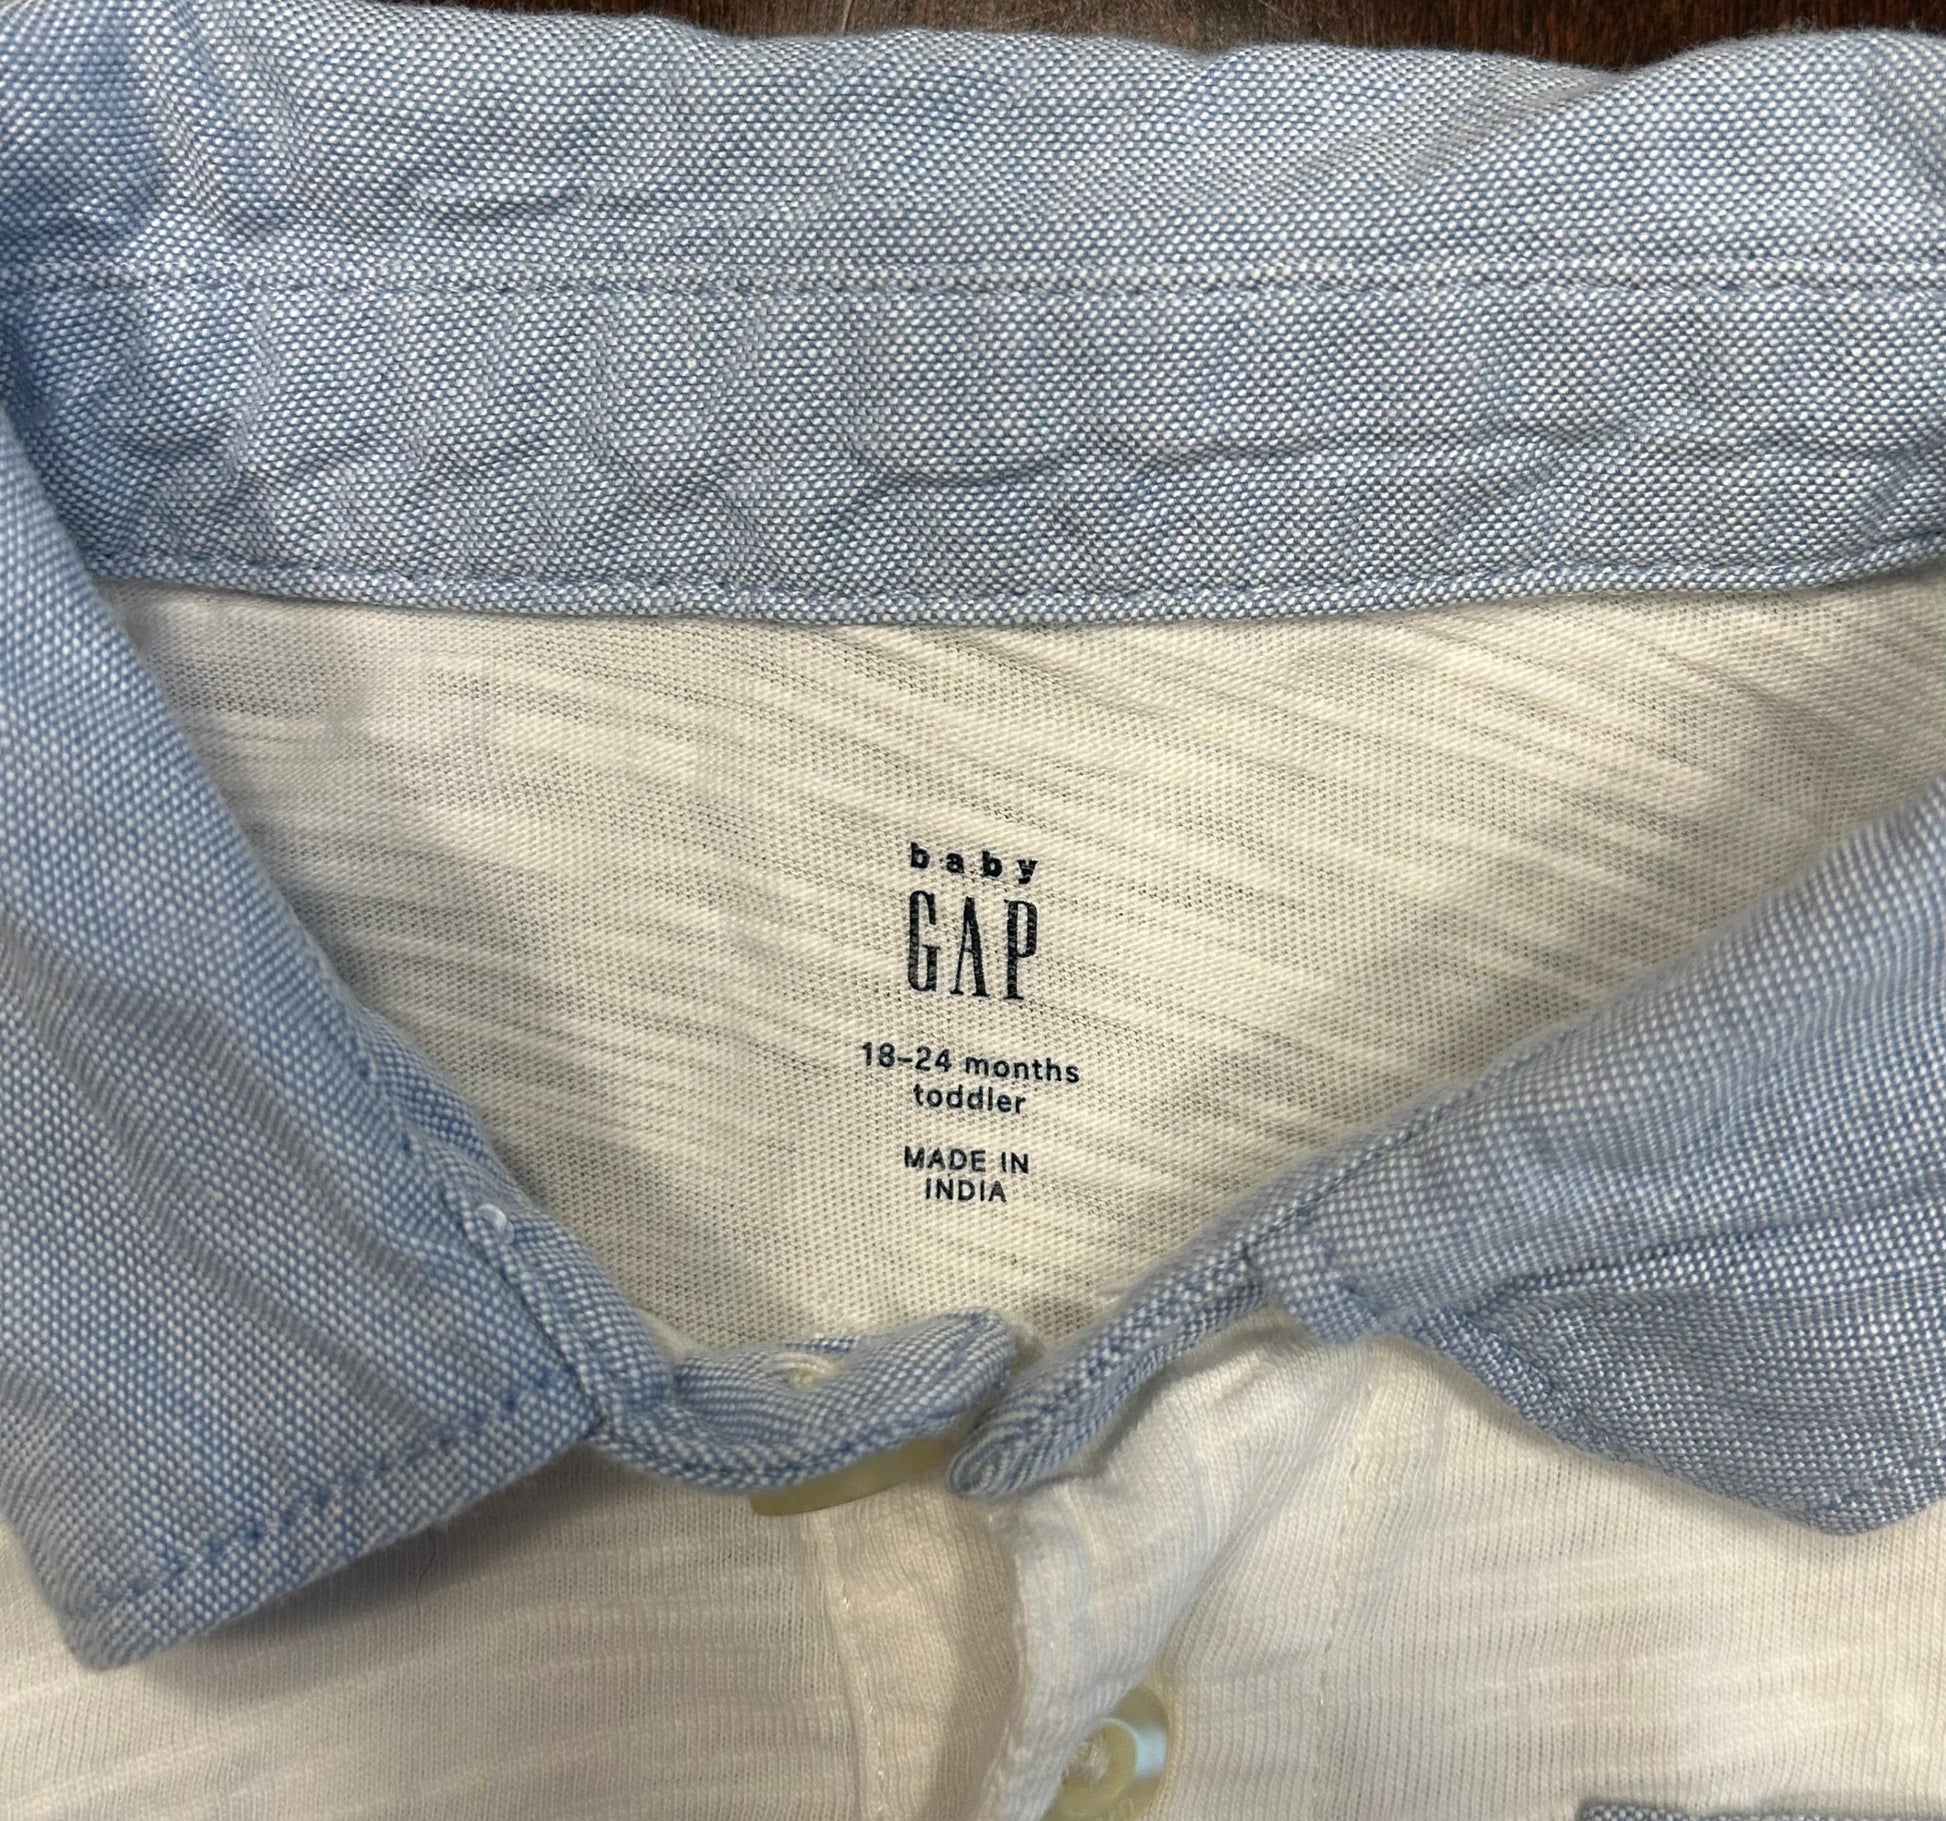 baby
GAP
18-24 months
toddler
MADE IN
INDIA